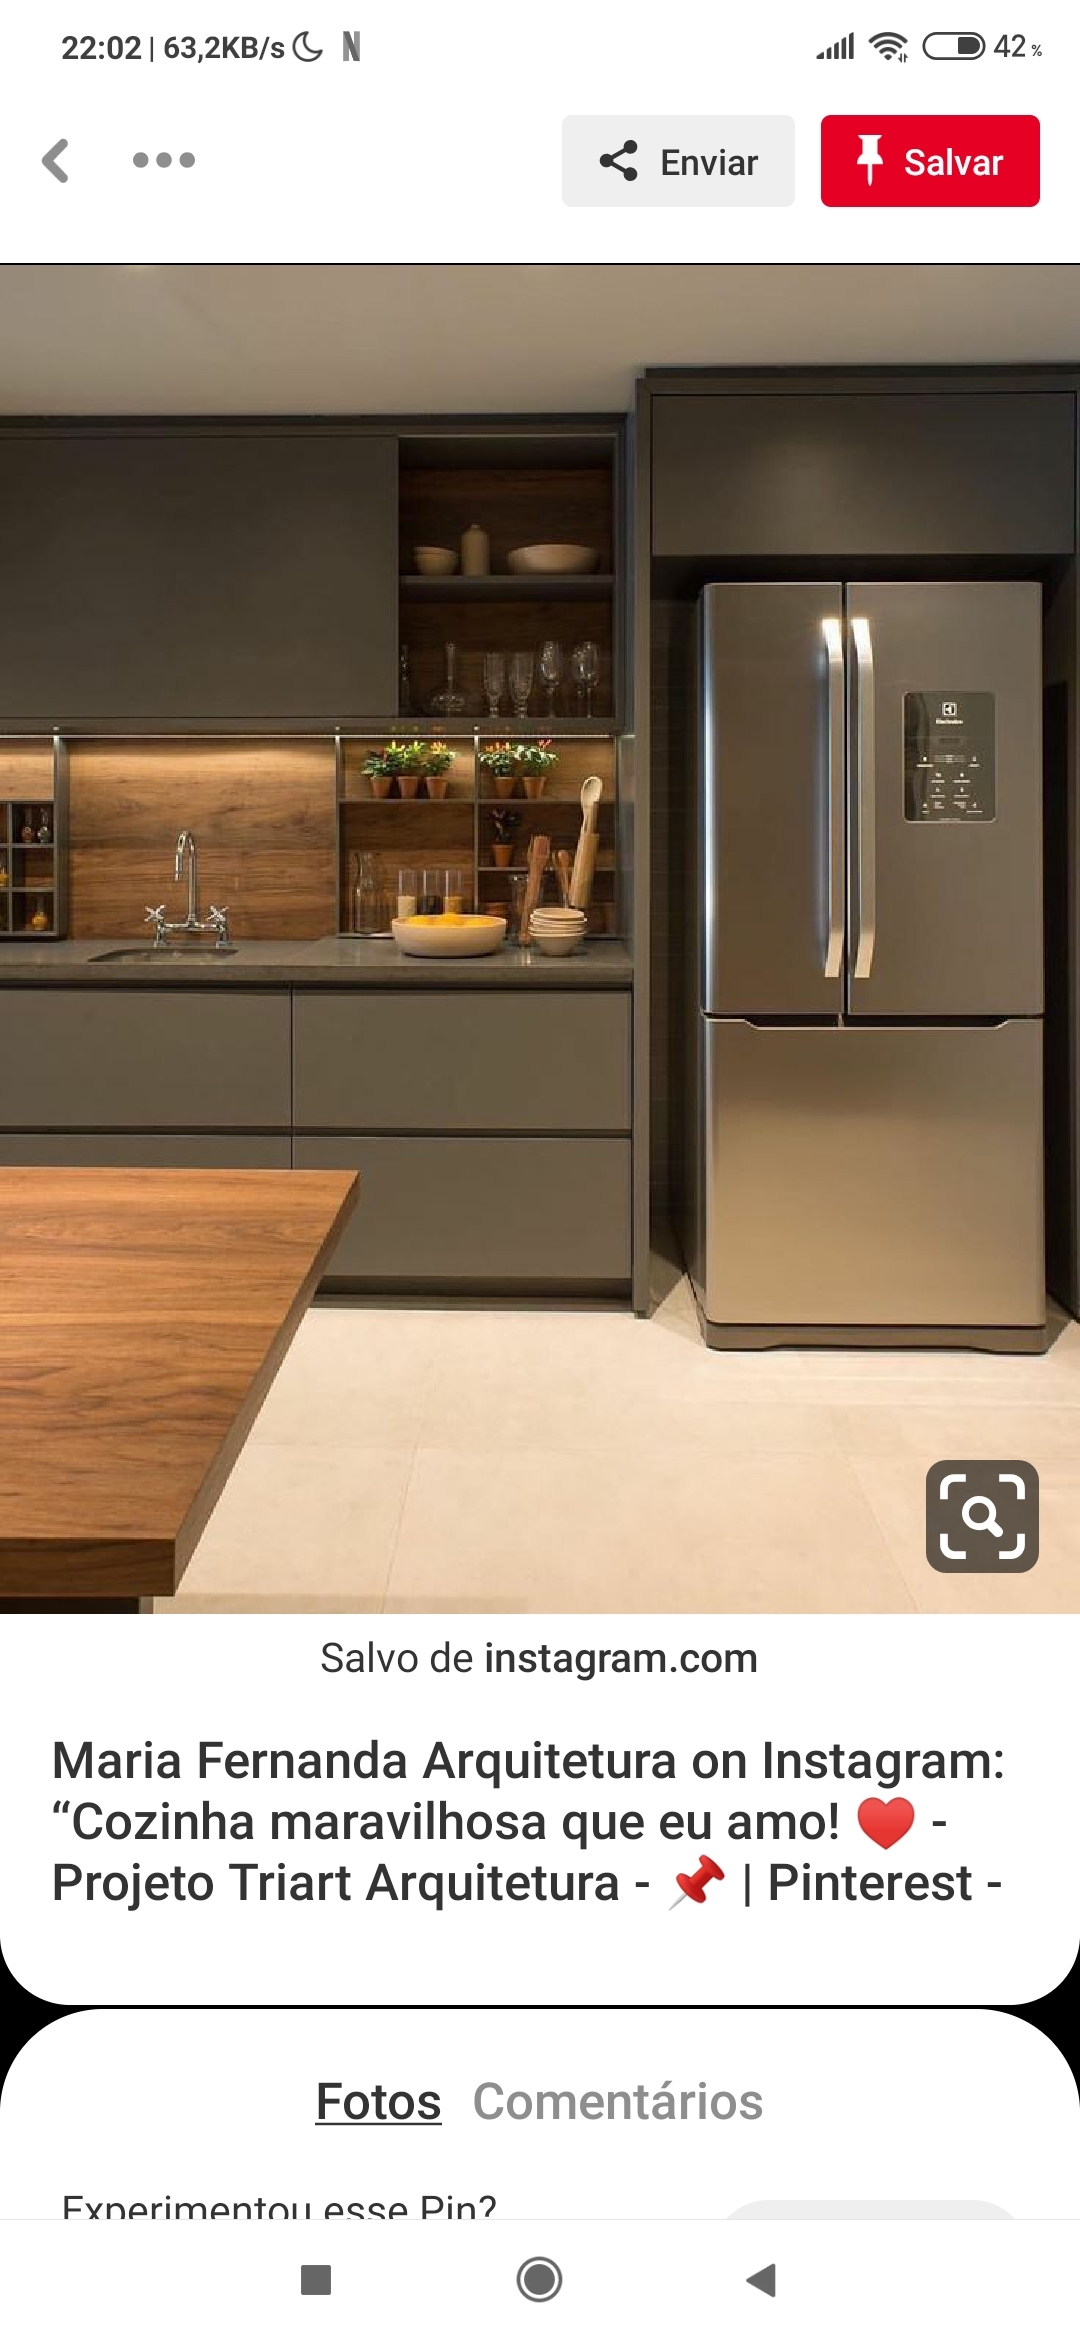 22:02 | 63,2KB/s
42 %
Enviar
Salvar
Electrolux
Salvo de instagram.com
Maria Fernanda Arquitetura on Instagram:
“Cozinha maravilhosa que eu amo! ❤️ -
Projeto Triart Arquitetura - 📌 | Pinterest -
Fotos Comentários
Experimentou esse Pin?